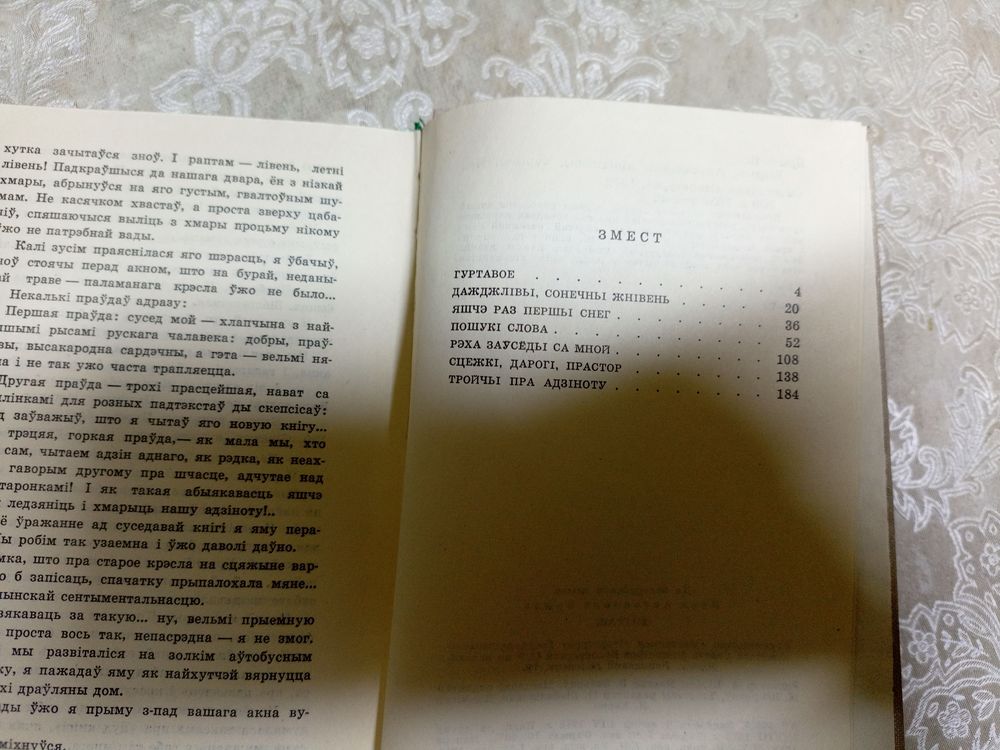 хутка зачытаўся зноў. І раптам — лівень, летні
лівень! Падкраўшыся да нашага двара, ён з нізкай
хмары, абрынуўся на яго густым, гвалтоўным шу-
мам. Не касячком хвастаў, а проста зверху цаба-
ніў, спяшаючыся выліць з хмары процьму нікому
ўжо не патрэбнай вады.
Калі зусім праяснілася яго шэрасць, я ўбачыў,
стоячы перад акном, што на бурай, неданы-
траве — паламанага крэсла ўжо не было...
Некалькі праўдаў адразу:
Першая праўда: сусед мой — хлапчына з най-
рысамі рускага чалавека: добры, праў-
высакародна сардэчны, а гэта — вельмі ня-
і не так ужо часта трапляецца.
Другая праўда — трохі прасцейшая, нават са
для розных падтэкстаў ды скепсісаў:
заўважыў, што я чытаў яго новую кнігу...
трэцяя, горкая праўда,— як мала мы, хто
сам, чытаем адзін аднаго, як рэдка, як неах-
гаворым другому пра шчасце, адчутае над
старонкамі! І як такая абыякавасць яшчэ
ледзяніць і хмарыць нашу адзіноту!..
ўражанне ад суседавай кнігі я яму пера-
робім так узаемна і ўжо даволі даўно.
што пра старое крэсла на сцяжыне вар-
б запісаць, спачатку прыпалохала мяне...
сентыментальнасцю.
за такую... ну, вельмі прыемную
проста вось так, непасрэдна — я не змог.
мы развіталіся на золкім аўтобусным
я пажадаў яму як найхутчэй вярнуцца
драўляны дом.
ўжо я прыму з-пад вашага акна ву-
ЗМЕСТ
ГУРТАВОЕ . . . . . . . . . . 4
ДАЖДЖЛІВЫ, СОНЕЧНЫ ЖНІВЕНЬ . . . . . 20
ЯШЧЭ РАЗ ПЕРШЫ СНЕГ . . . . . . . 36
ПОШУКІ СЛОВА . . . . . . . . . 52
РЭХА ЗАЎСЁДЫ СА МНОЙ . . . . . . . 108
СЦЕЖКІ, ДАРОГІ, ПРАСТОР . . . . . . 138
ТРОЙЧЫ ПРА АДЗІНОТУ . . . . . . . 184